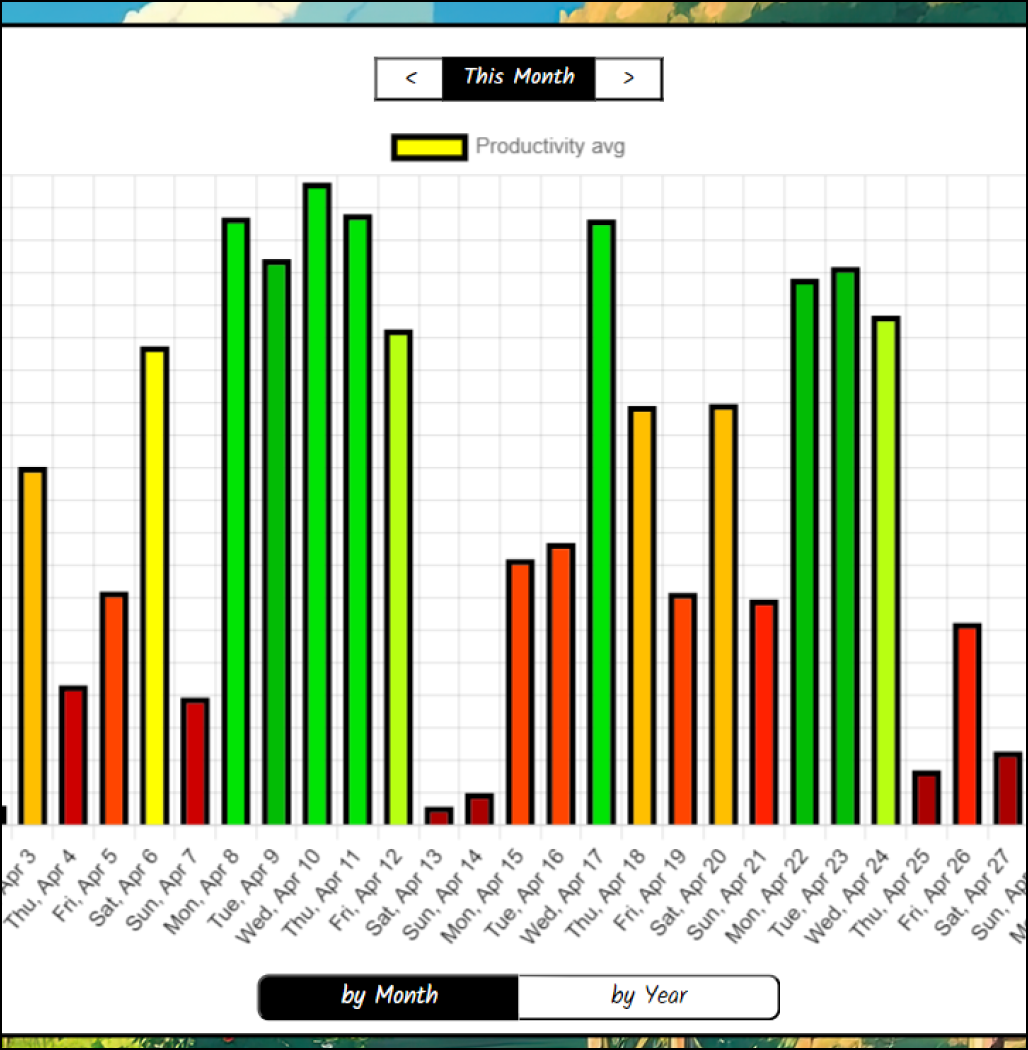 < This Month >
Productivity avg
Apr 3
Thu, Apr 4
Fri, Apr 5
Sat, Apr 6
Sun, Apr 7
Mon, Apr 8
Tue, Apr 9
Wed, Apr 10
Thu, Apr 11
Fri, Apr 12
Sat, Apr 13
Sun, Apr 14
Mon, Apr 15
Tue, Apr 16
Wed, Apr 17
Thu, Apr 18
Fri, Apr 19
Sat, Apr 20
Sun, Apr 21
Mon, Apr 22
Tue, Apr 23
Wed, Apr 24
Thu, Apr 25
Fri, Apr 26
Sat, Apr 27
Sun, Ap
by Month by Year